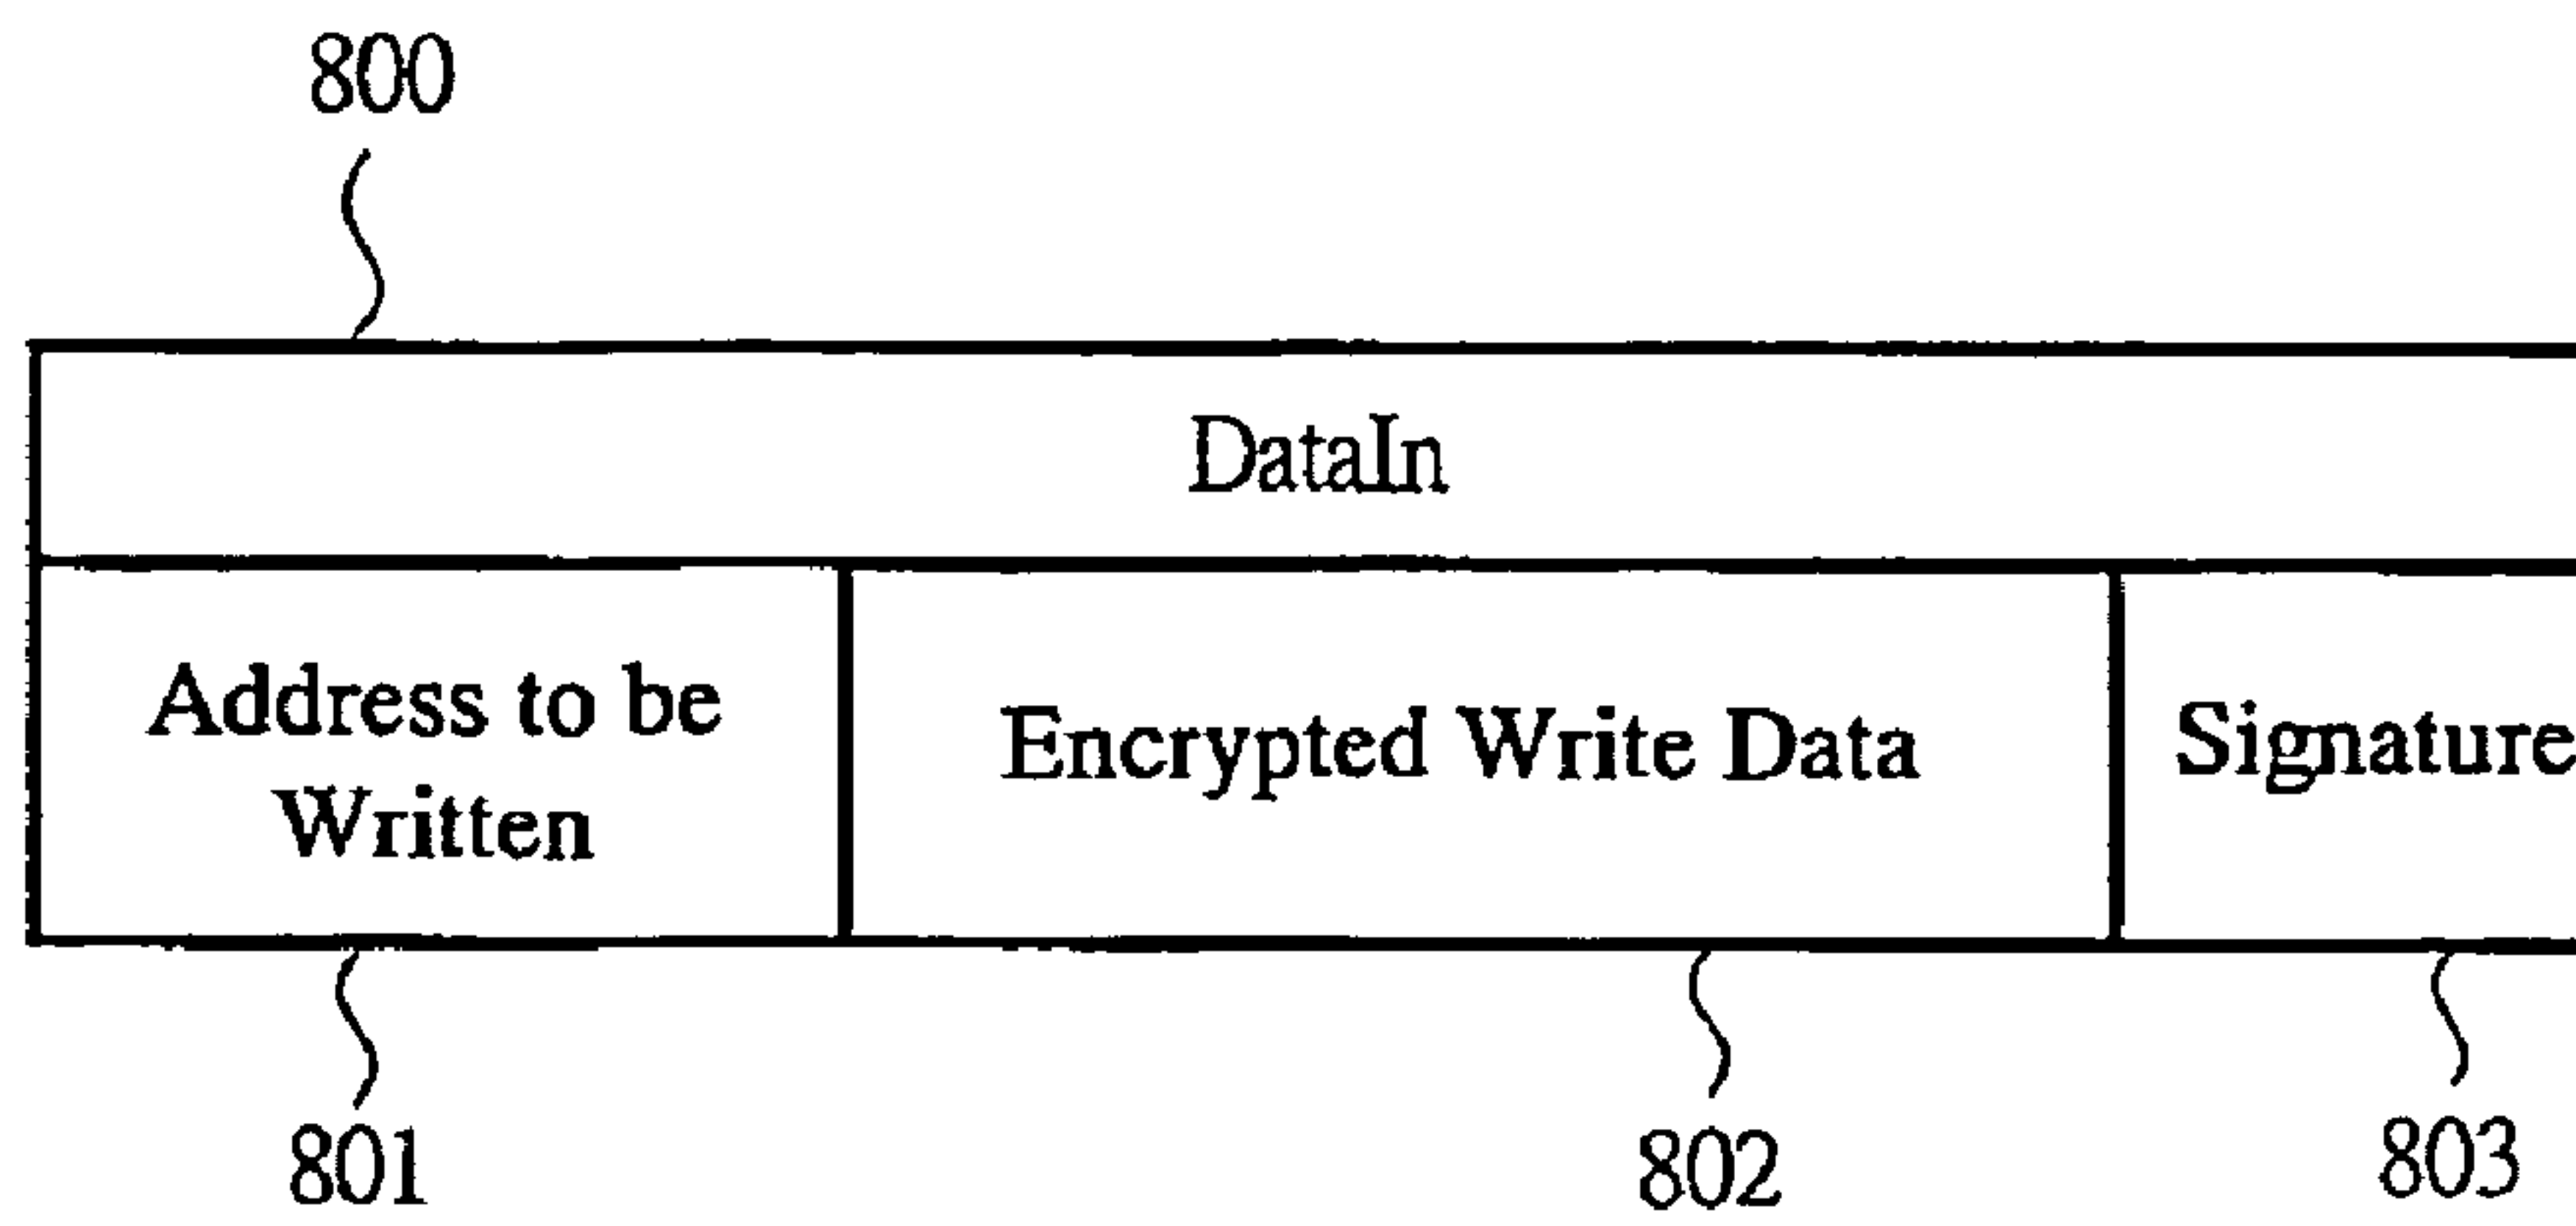 800
DataIn
Address to be
Written
Encrypted Write Data
Signature
801
802
803